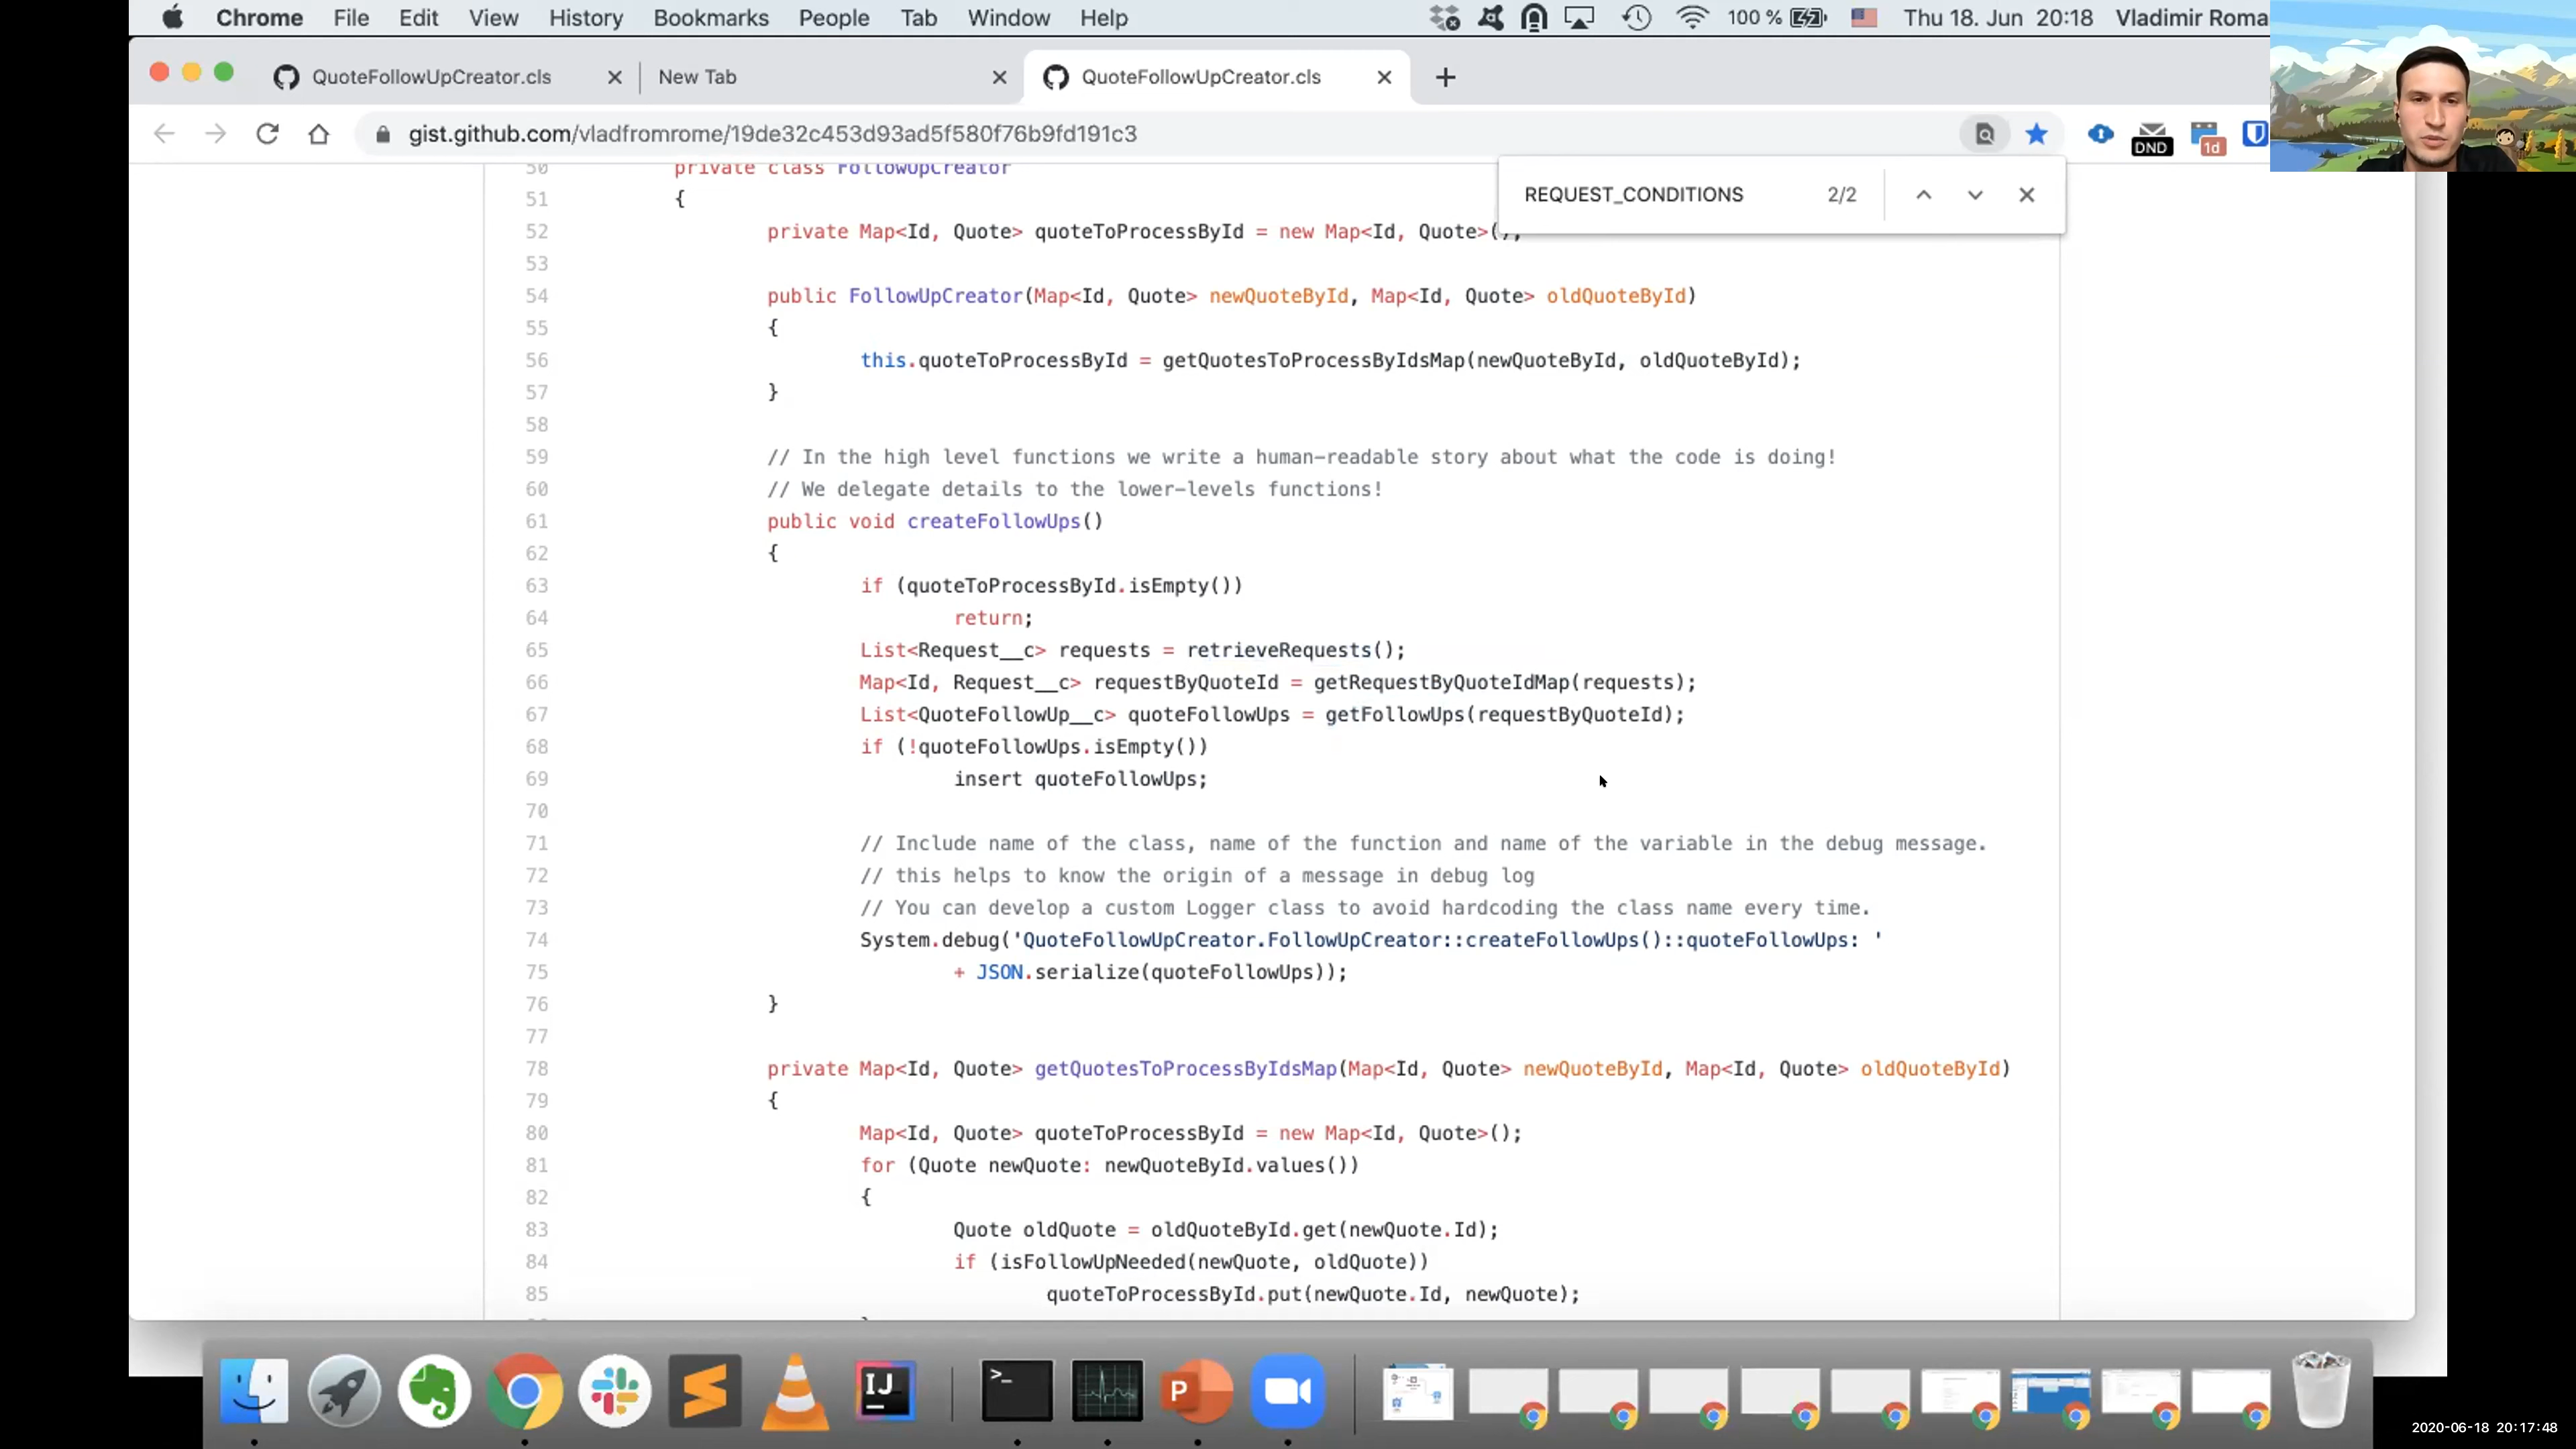 Chrome File Edit View History Bookmarks People Tab Window Help 100 % Thu 18. Jun 20:18 Vladimir Roma
QuoteFollowUpCreator.cls New Tab QuoteFollowUpCreator.cls
gist.github.com/vladfromrome/19de32c453d93ad5f580f76b9fd191c3 DND 1d
REQUEST_CONDITIONS 2/2
50 private class FollowUpCreator
51 {
52 private Map<Id, Quote> quoteToProcessById = new Map<Id, Quote>();
53
54 public FollowUpCreator(Map<Id, Quote> newQuoteById, Map<Id, Quote> oldQuoteById)
55 {
56 this.quoteToProcessById = getQuotesToProcessByIdsMap(newQuoteById, oldQuoteById);
57 }
58
59 // In the high level functions we write a human-readable story about what the code is doing!
60 // We delegate details to the lower-levels functions!
61 public void createFollowUps()
62 {
63 if (quoteToProcessById.isEmpty())
64 return;
65 List<Request__c> requests = retrieveRequests();
66 Map<Id, Request__c> requestByQuoteId = getRequestByQuoteIdMap(requests);
67 List<QuoteFollowUp__c> quoteFollowUps = getFollowUps(requestByQuoteId);
68 if (!quoteFollowUps.isEmpty())
69 insert quoteFollowUps;
70
71 // Include name of the class, name of the function and name of the variable in the debug message.
72 // this helps to know the origin of a message in debug log
73 // You can develop a custom Logger class to avoid hardcoding the class name every time.
74 System.debug('QuoteFollowUpCreator.FollowUpCreator::createFollowUps()::quoteFollowUps: '
75 + JSON.serialize(quoteFollowUps));
76 }
77
78 private Map<Id, Quote> getQuotesToProcessByIdsMap(Map<Id, Quote> newQuoteById, Map<Id, Quote> oldQuoteById)
79 {
80 Map<Id, Quote> quoteToProcessById = new Map<Id, Quote>();
81 for (Quote newQuote: newQuoteById.values())
82 {
83 Quote oldQuote = oldQuoteById.get(newQuote.Id);
84 if (isFollowUpNeeded(newQuote, oldQuote))
85 quoteToProcessById.put(newQuote.Id, newQuote);
IJ >_ P
2020-06-18 20:17:48